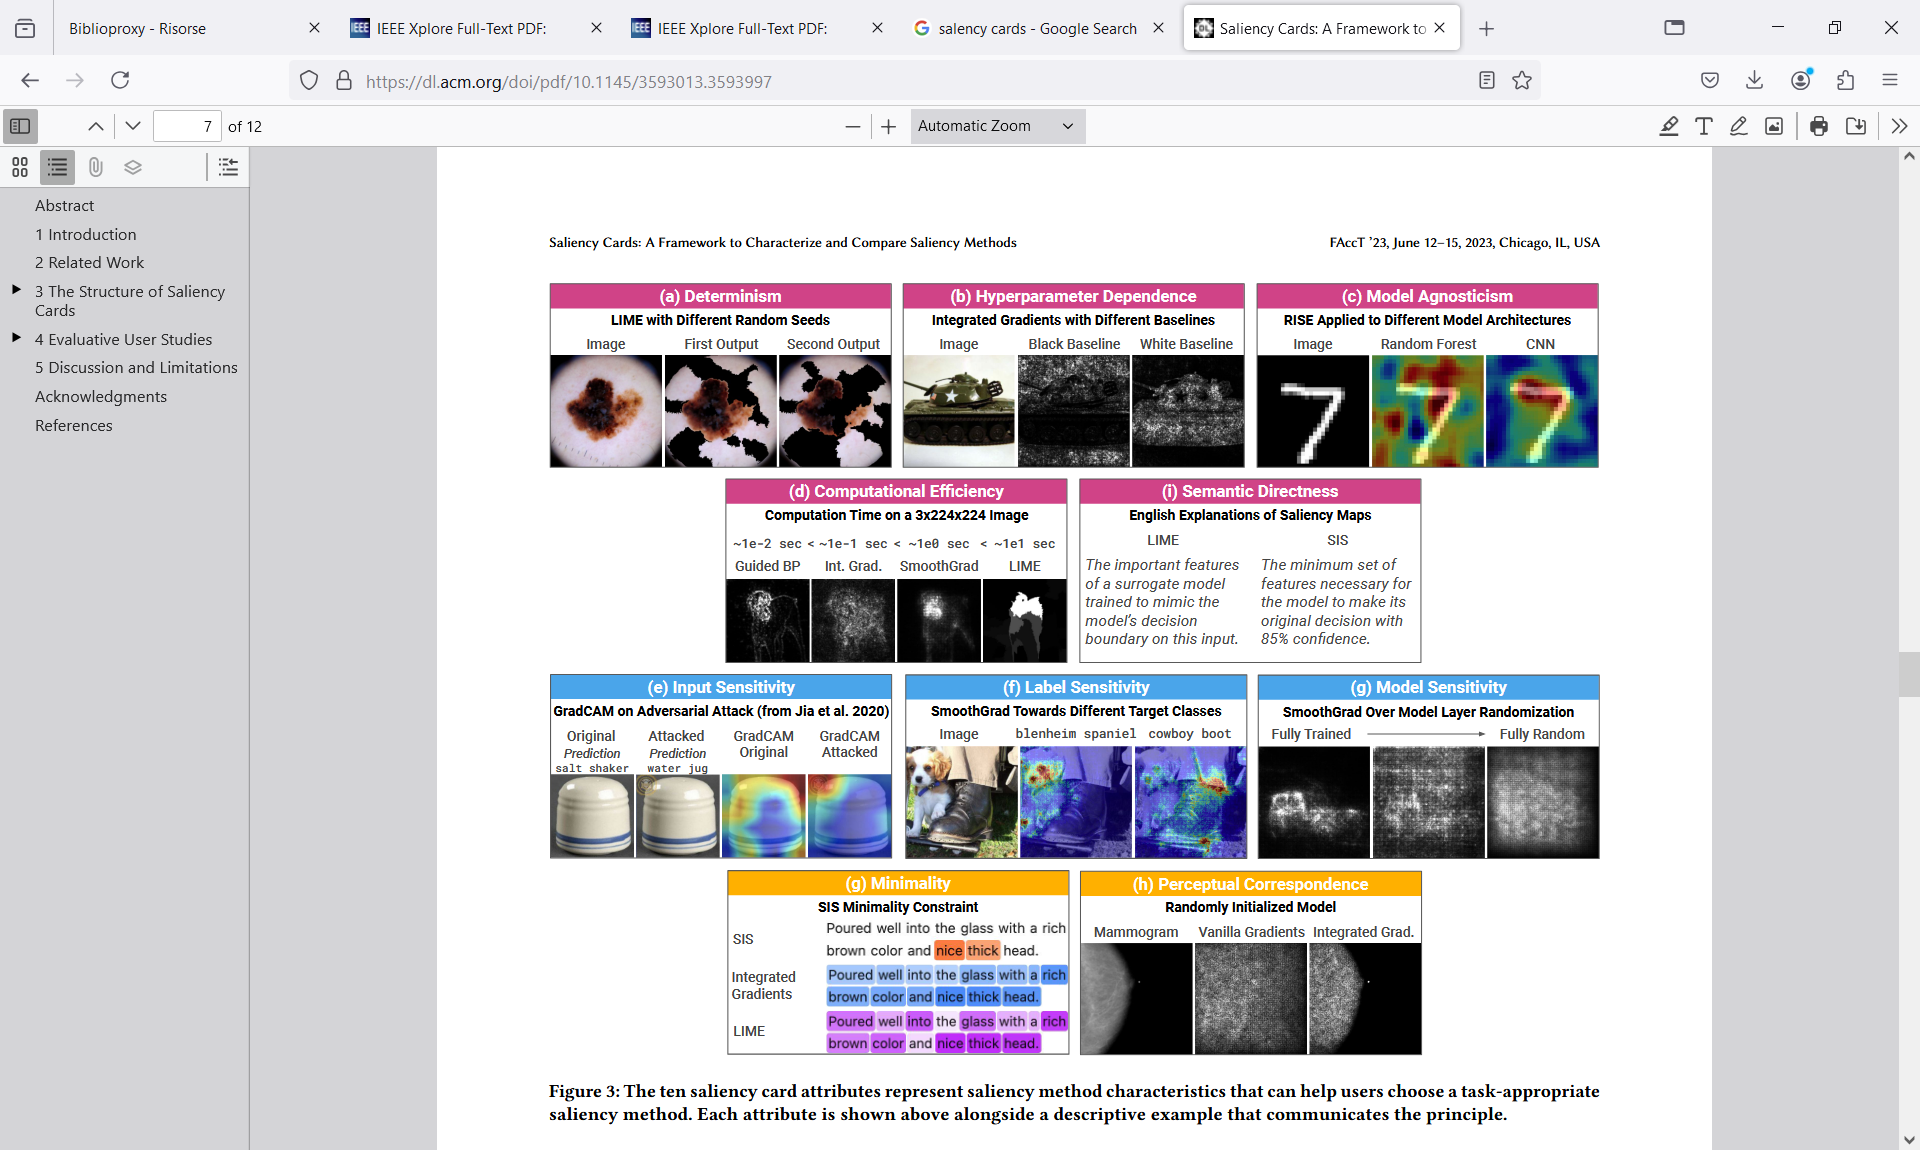 Biblioproxy - Risorse
IEEE Xplore Full-Text PDF:
IEEE Xplore Full-Text PDF:
salency cards - Google Search
Saliency Cards: A Framework to
https://dl.acm.org/doi/pdf/10.1145/3593013.3593997
7 of 12
Automatic Zoom
Abstract
1 Introduction
2 Related Work
3 The Structure of Saliency
Cards
4 Evaluative User Studies
5 Discussion and Limitations
Acknowledgments
References
Saliency Cards: A Framework to Characterize and Compare Saliency Methods
FAccT ’23, June 12–15, 2023, Chicago, IL, USA
(a) Determinism
LIME with Different Random Seeds
Image First Output Second Output
(b) Hyperparameter Dependence
Integrated Gradients with Different Baselines
Image Black Baseline White Baseline
(c) Model Agnosticism
RISE Applied to Different Model Architectures
Image Random Forest CNN
(d) Computational Efficiency
Computation Time on a 3x224x224 Image
~1e-2 sec < ~1e-1 sec < ~1e0 sec < ~1e1 sec
Guided BP Int. Grad. SmoothGrad LIME
(i) Semantic Directness
English Explanations of Saliency Maps
LIME
The important features
of a surrogate model
trained to mimic the
model's decision
boundary on this input.
SIS
The minimum set of
features necessary for
the model to make its
original decision with
85% confidence.
(e) Input Sensitivity
GradCAM on Adversarial Attack (from Jia et al. 2020)
Original Attacked GradCAM GradCAM
Prediction Prediction Original Attacked
salt shaker water jug
(f) Label Sensitivity
SmoothGrad Towards Different Target Classes
Image blenheim spaniel cowboy boot
(g) Model Sensitivity
SmoothGrad Over Model Layer Randomization
Fully Trained Fully Random
(g) Minimality
SIS Minimality Constraint
SIS
Poured well into the glass with a rich
brown color and nice thick head.
Integrated
Gradients
Poured well into the glass with a rich
brown color and nice thick head.
LIME
Poured well into the glass with a rich
brown color and nice thick head.
(h) Perceptual Correspondence
Randomly Initialized Model
Mammogram Vanilla Gradients Integrated Grad.
Figure 3: The ten saliency card attributes represent saliency method characteristics that can help users choose a task-appropriate
saliency method. Each attribute is shown above alongside a descriptive example that communicates the principle.